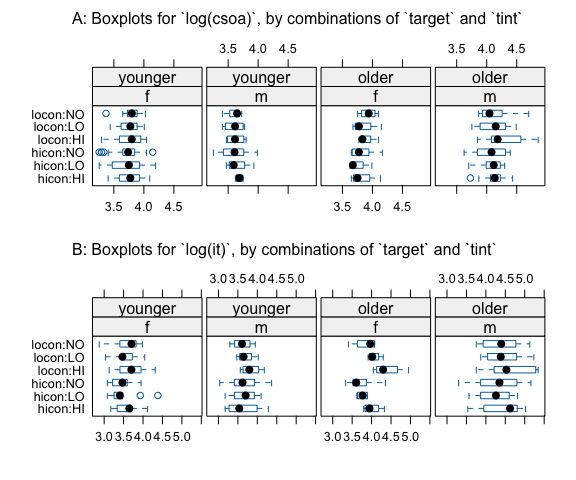 A: Boxplots for `log(csoa)`, by combinations of `target` and `tint`
3.5 4.0 4.5 3.5 4.0 4.5
younger younger older older
f m f m
locon:NO
locon:LO
locon:HI
hicon:NO
hicon:LO
hicon:HI
3.5 4.0 4.5 3.5 4.0 4.5
B: Boxplots for `log(it)`, by combinations of `target` and `tint`
3.03.54.04.55.0 3.03.54.04.55.0
younger younger older older
f m f m
locon:NO
locon:LO
locon:HI
hicon:NO
hicon:LO
hicon:HI
3.03.54.04.55.0 3.03.54.04.55.0